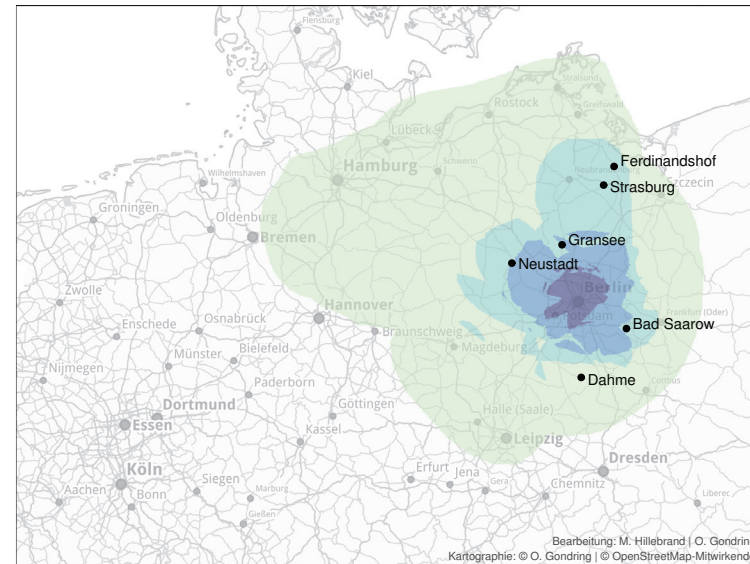 Flensburg
Kiel
Stralsund
Rostock
Greifswald
Lübeck
Wilhelmshaven
Hamburg
Schwerin
Ferdinandshof
Strasburg
Szczecin
Groningen
Oldenburg
Bremen
Gransee
Neustadt
Berlin
Zwolle
Hannover
Potsdam
Frankfurt (Oder)
Enschede
Osnabrück
Braunschweig
Bad Saarow
Nijmegen
Münster
Bielefeld
Magdeburg
Paderborn
Dahme
Cottbus
Dortmund
Göttingen
Halle (Saale)
Essen
Kassel
Leipzig
Köln
Siegen
Erfurt
Jena
Dresden
Aachen
Bonn
Marburg
Gera
Chemnitz
Liberec
Gießen
Bearbeitung: M. Hillebrand | O. Gondrin
Kartographie: © O. Gondring | © OpenStreetMap-Mitwirkend